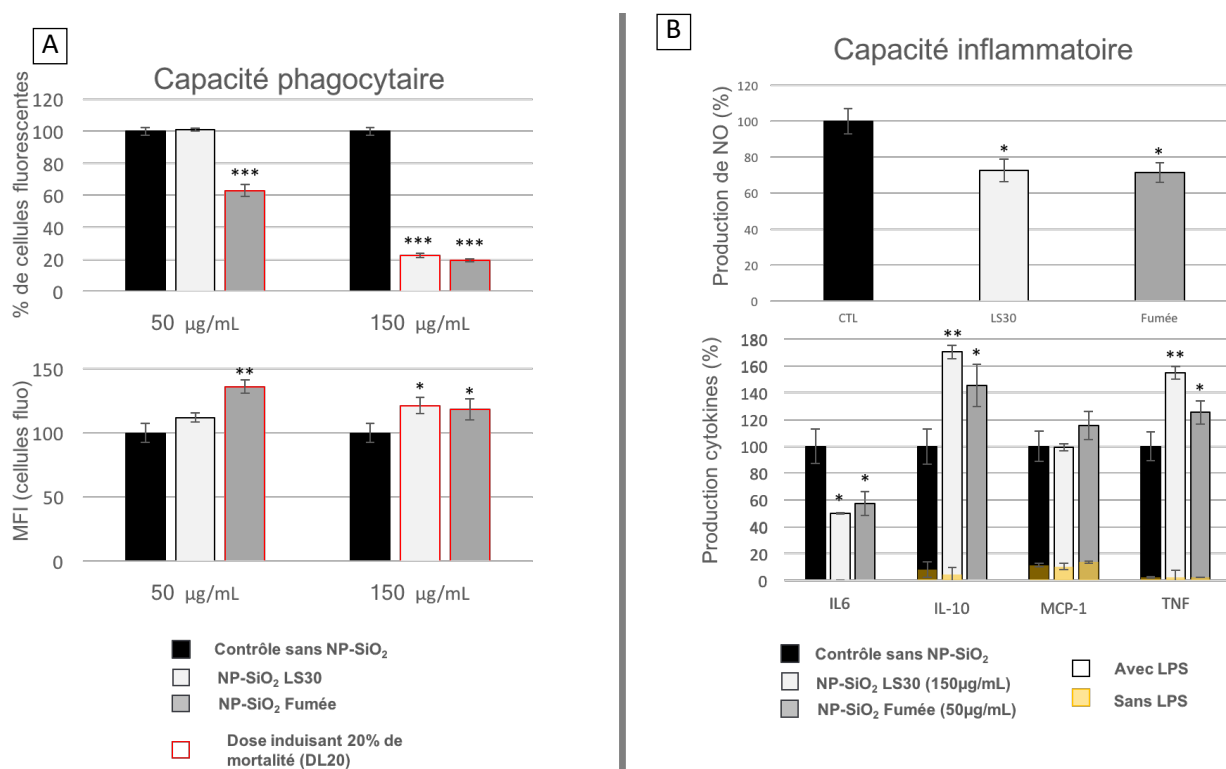 A
Capacité phagocytaire
% de cellules fluorescentes
120
100
80
60
40
20
0
***
***
***
50 µg/mL
150 µg/mL
MFI (cellules fluo)
150
100
50
0
**
*
*
50 µg/mL
150 µg/mL
Contrôle sans NP-SiO₂
NP-SiO₂ LS30
NP-SiO₂ Fumée
Dose induisant 20% de
mortalité (DL20)
B
Capacité inflammatoire
Production de NO (%)
120
100
80
60
40
20
0
*
*
CTL
LS30
Fumée
Production cytokines (%)
180
160
140
120
100
80
60
40
20
0
*
*
**
*
**
*
IL6
IL-10
MCP-1
TNF
Contrôle sans NP-SiO₂
NP-SiO₂ LS30 (150µg/mL)
NP-SiO₂ Fumée (50µg/mL)
Avec LPS
Sans LPS